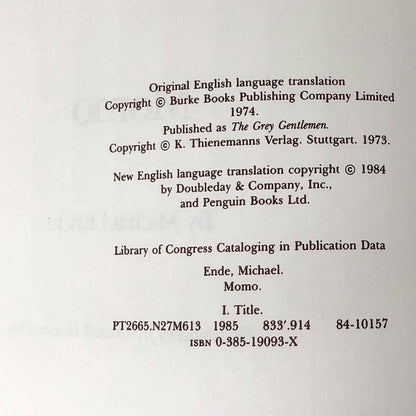 Original English language translation
Copyright © Burke Books Publishing Company Limited
1974.
Published as The Grey Gentlemen.
Copyright © K. Thienemanns Verlag. Stuttgart. 1973.
New English language translation copyright © 1984
by Doubleday & Company, Inc.,
and Penguin Books Ltd.
Library of Congress Cataloging in Publication Data
Ende, Michael.
Momo.
I. Title.
PT2665.N27M613 1985 833'.914 84-10157
ISBN 0-385-19093-X